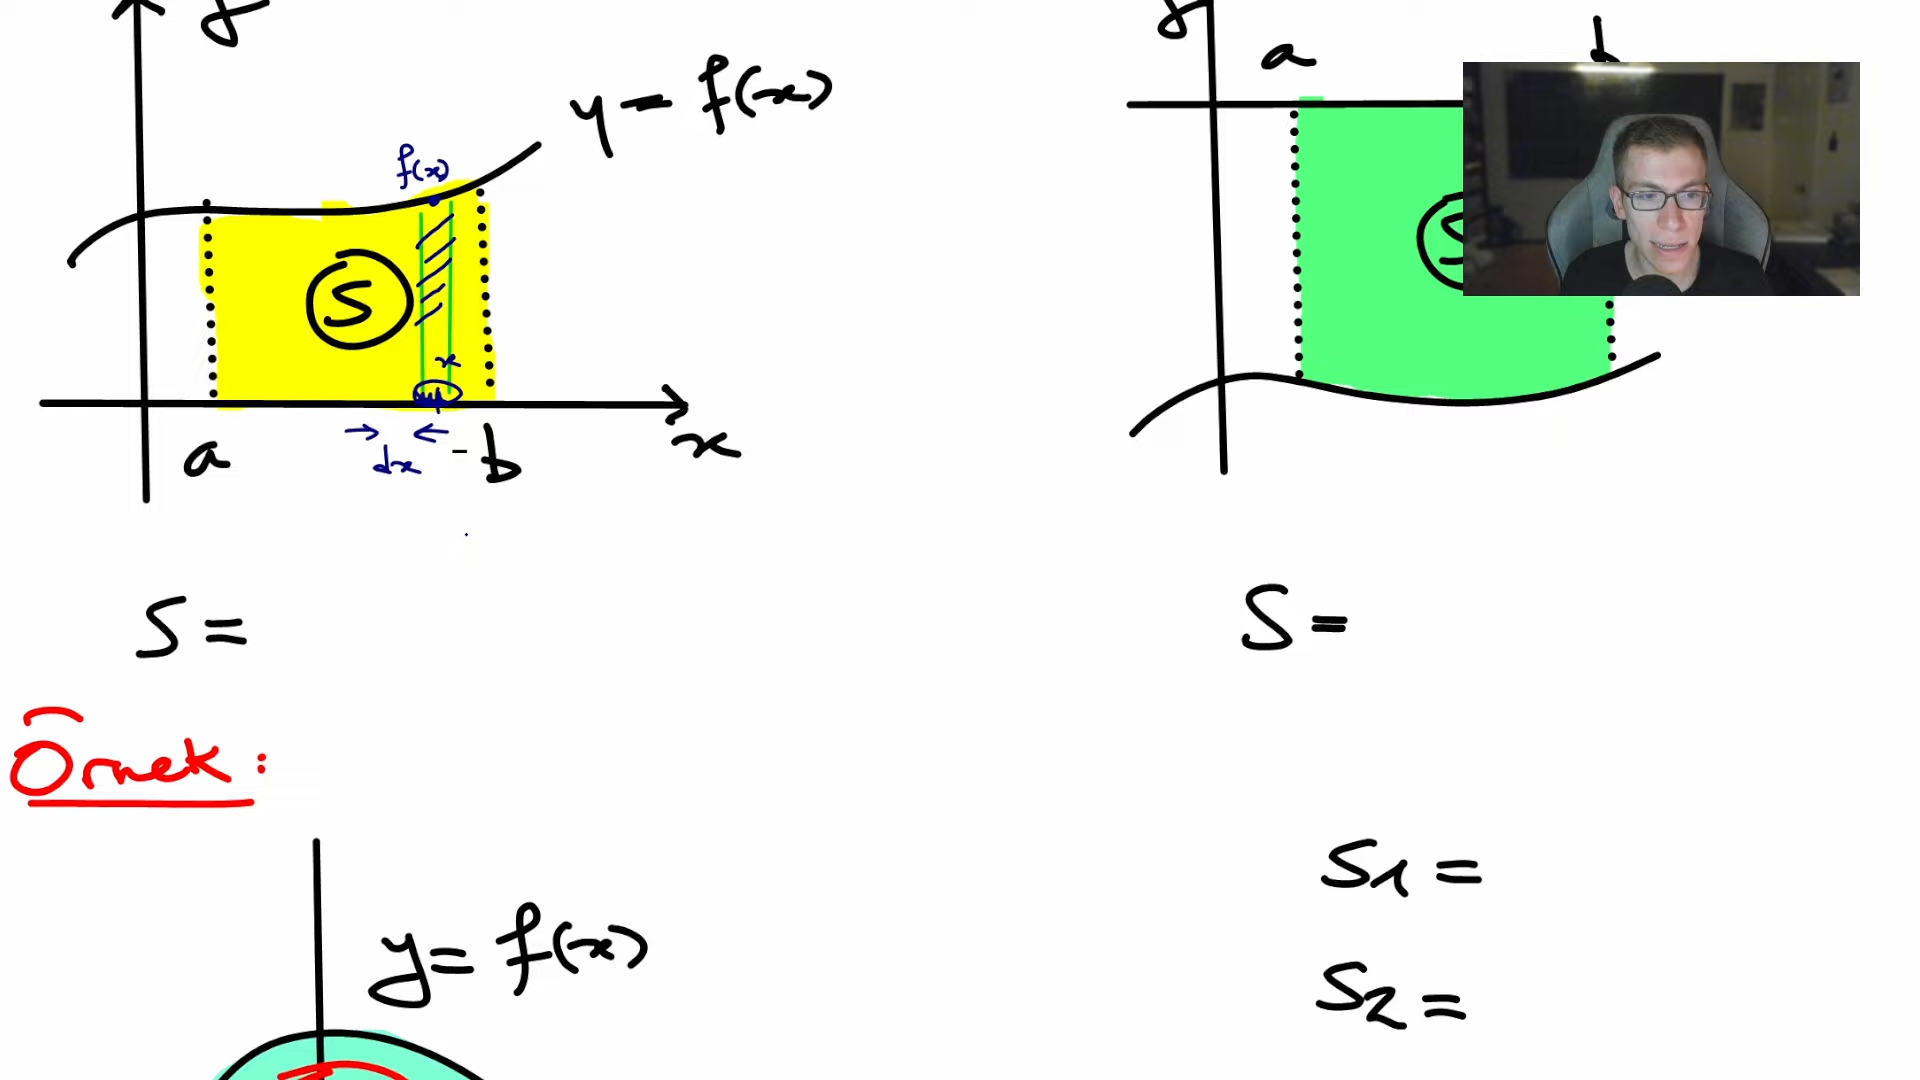 y
y = f(x)
f(x)
S
x
a
dx
b
x
y
a
b
S
S =
S =
Örnek :
y = f(x)
S1 =
S2 =